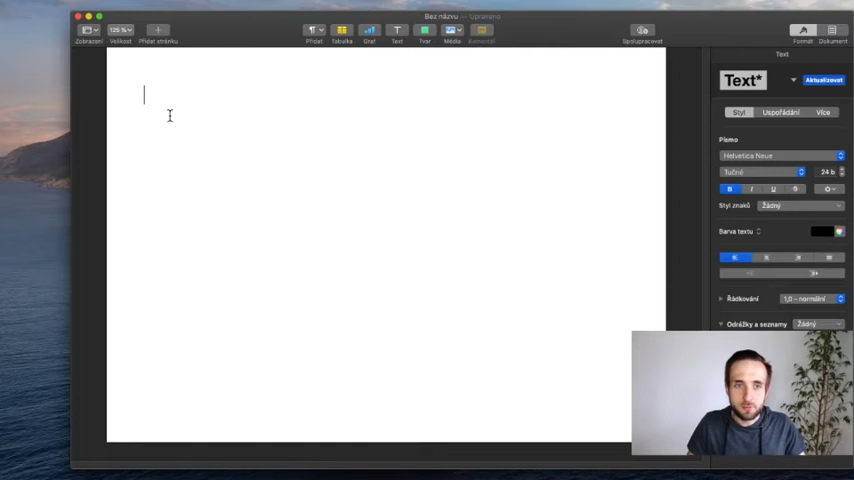 Bez názvu — Upraveno
125 %
Zobrazení
Velikost
Přidat stránku
Přidat
Tabulka
Graf
Text
Tvar
Média
Komentář
Spolupracovat
Formát
Dokument
Text
Text*
Aktualizovat
Styl
Uspořádání
Více
Písmo
Helvetica Neue
Tučné
24 b
B I U S
Styl znaků
Žádný
Barva textu
Řádkování
1,0 – normální
Odrážky a seznamy
Žádný